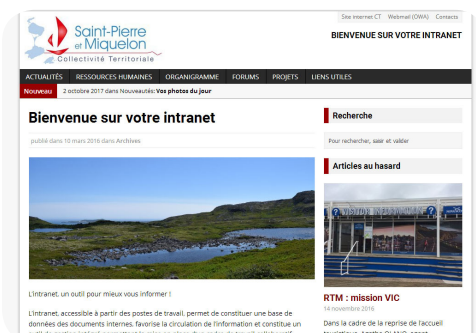 Site internet CT Webmail (OWA) Contacts
Saint-Pierre
et Miquelon
Collectivité Territoriale
BIENVENUE SUR VOTRE INTRANET
ACTUALITÉS RESSOURCES HUMAINES ORGANIGRAMME FORUMS PROJETS LIENS UTILES
Nouveau 2 octobre 2017 dans Nouveautés: Vos photos du jour
Bienvenue sur votre intranet
publié dans 10 mars 2016 dans Archives
Recherche
Pour rechercher, saisir et valider
Articles au hasard
? VISITOR INFORMATION ?
L'intranet, un outil pour mieux vous informer !
L'intranet, accessible à partir des postes de travail, permet de constituer une base de
données des documents internes, favorise la circulation de l'information et constitue un
RTM : mission VIC
14 novembre 2016
Dans la cadre de la reprise de l'accueil